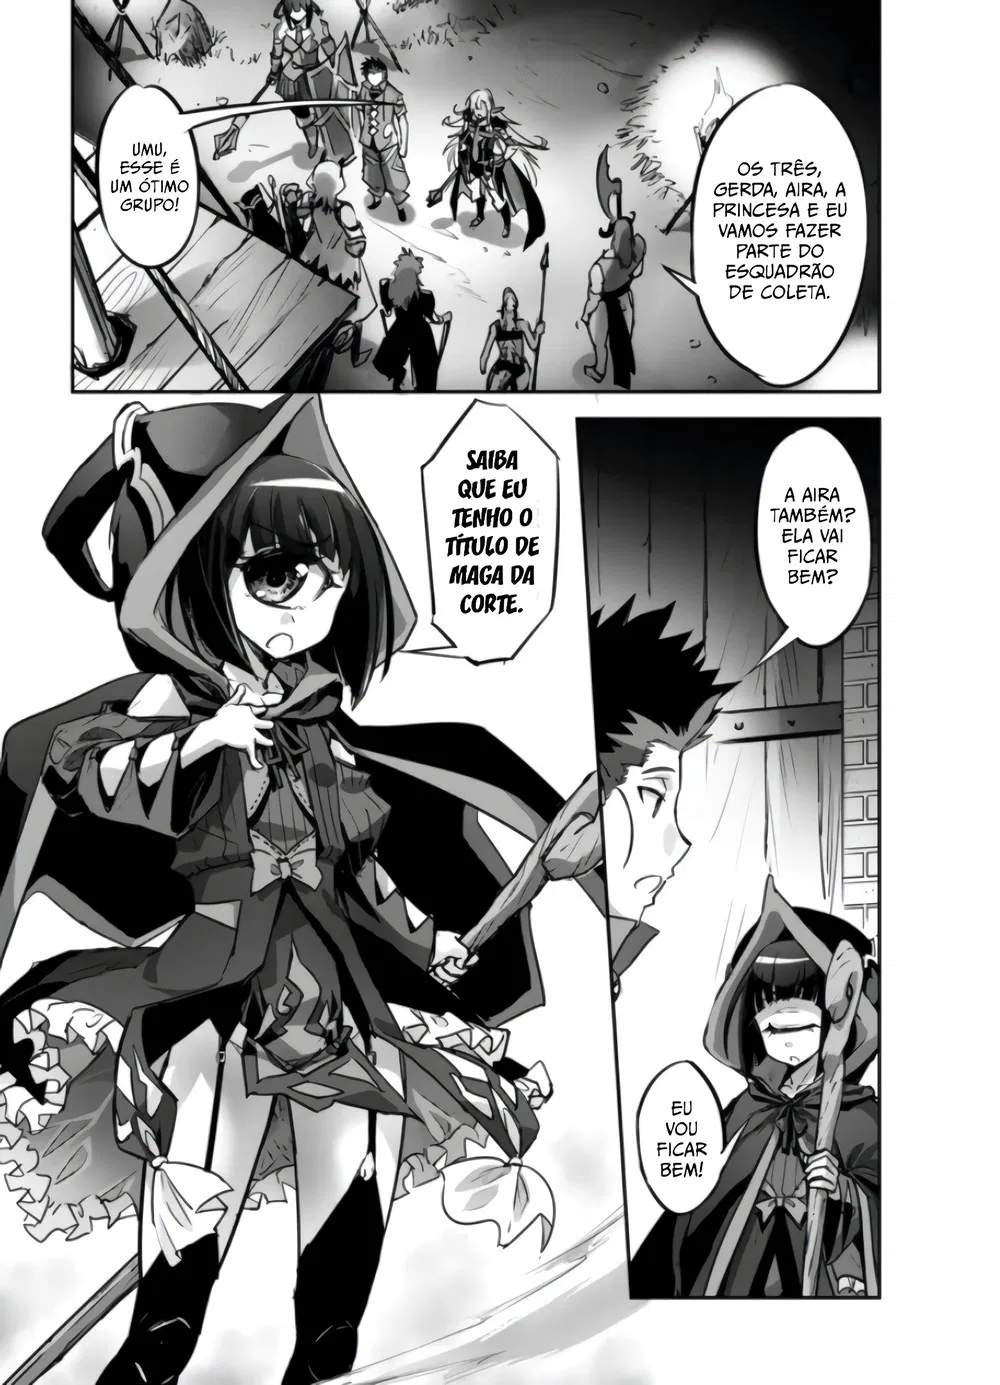 OS TRÊS,
GERDA, AIRA, A
PRINCESA E EU
VAMOS FAZER
PARTE DO
ESQUADRÃO
DE COLETA.
UMU,
ESSE É
UM ÓTIMO
GRUPO!
A AIRA
TAMBÉM?
ELA VAI
FICAR
BEM?
EU
VOU
FICAR
BEM!
SAIBA
QUE EU
TENHO O
TÍTULO DE
MAGA DA
CORTE.